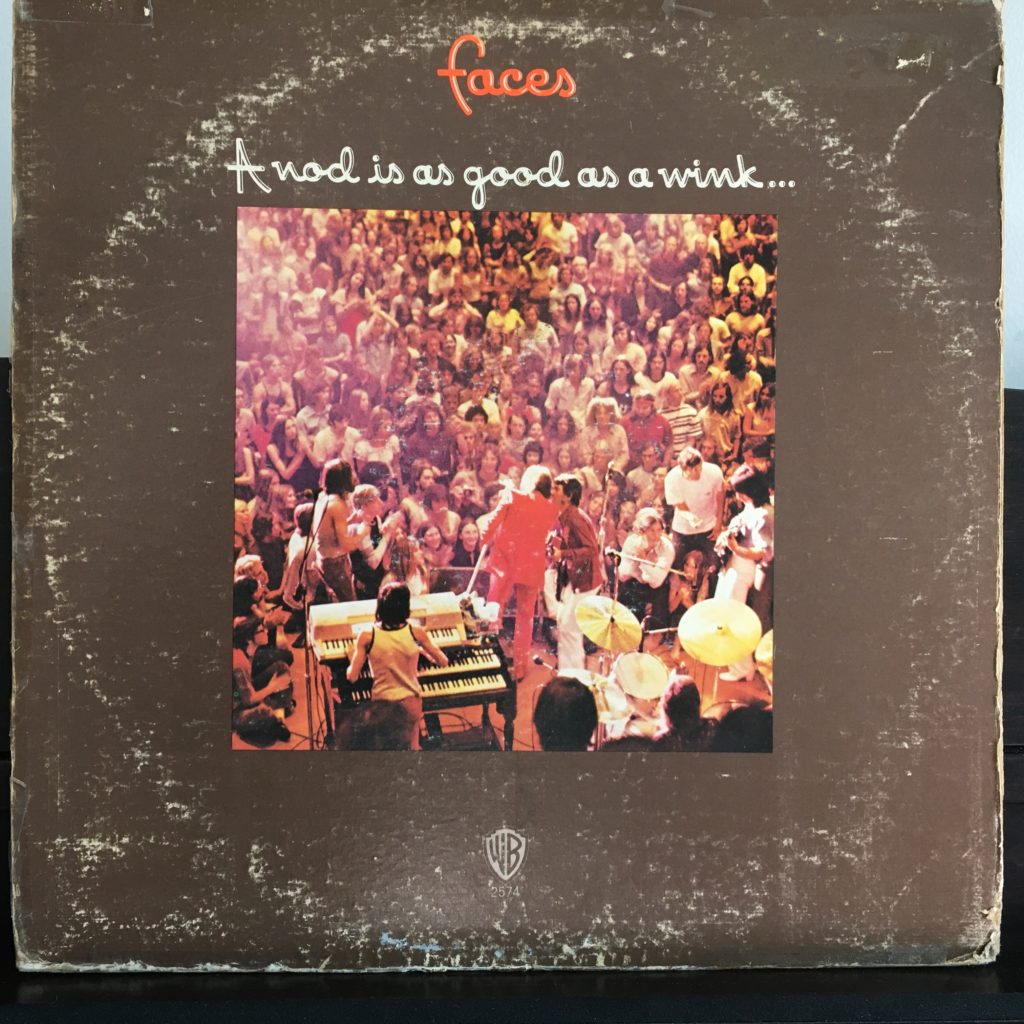 faces
A nod is as good as a wink...
WB
2574